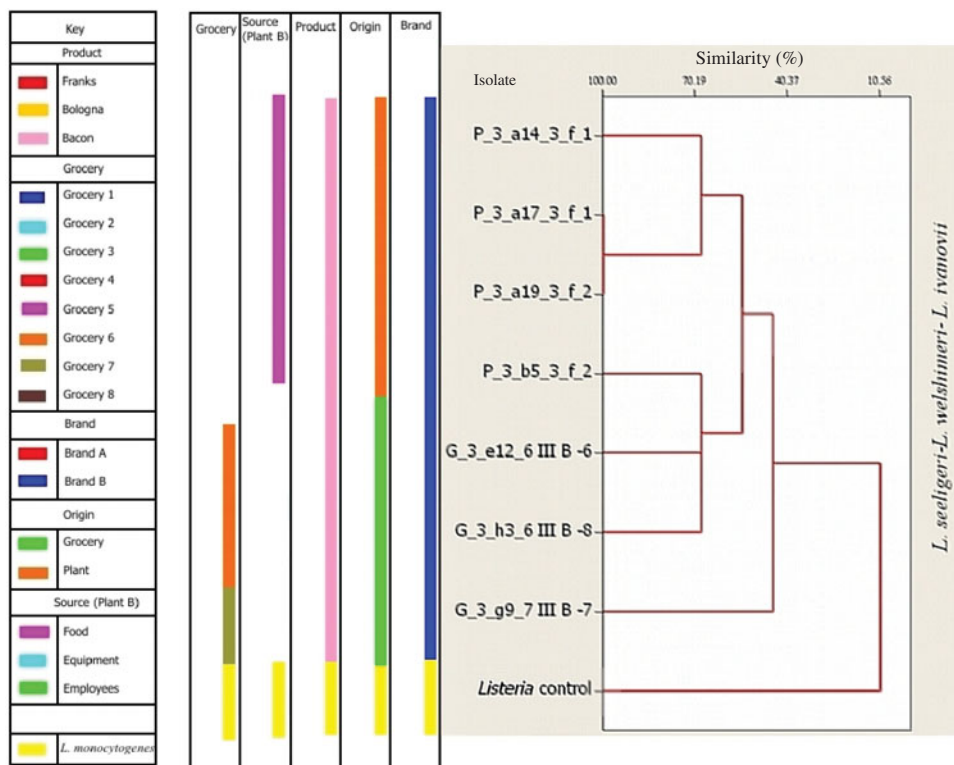 Key
Product
Franks
Bologna
Bacon
Grocery
Grocery 1
Grocery 2
Grocery 3
Grocery 4
Grocery 5
Grocery 6
Grocery 7
Grocery 8
Brand
Brand A
Brand B
Origin
Grocery
Plant
Source (Plant B)
Food
Equipment
Employees
L. monocytogenes
Grocery
Source
(Plant B)
Product
Origin
Brand
Similarity (%)
Isolate
100.00 70.19 40.37 10.56
P_3_a14_3_f_1
P_3_a17_3_f_1
P_3_a19_3_f_2
P_3_b5_3_f_2
G_3_e12_6 III B -6
G_3_h3_6 III B -8
G_3_g9_7 III B -7
Listeria control
L. seeligeri-L. welshimeri-L. ivanovii